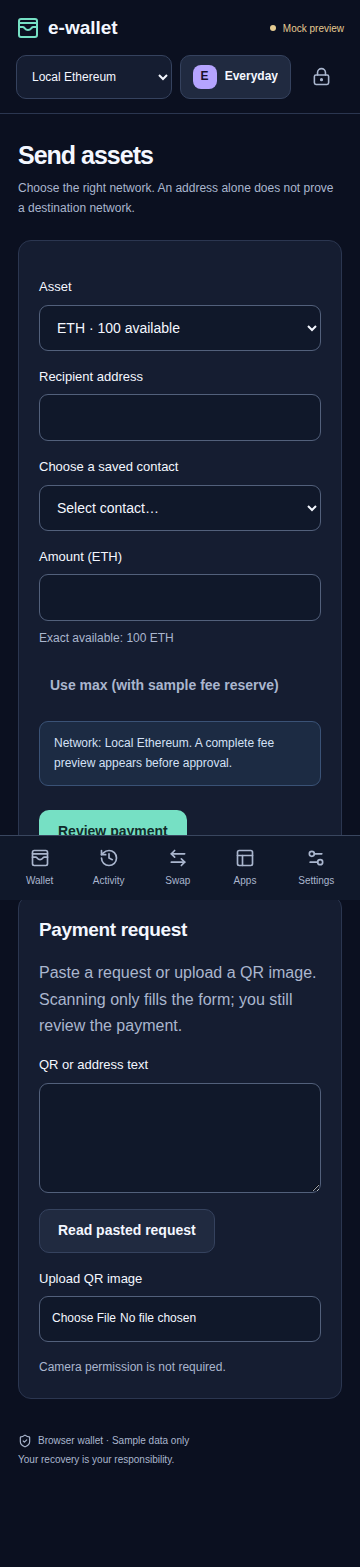 e-wallet
Mock preview
Local Ethereum
E Everyday
Send assets
Choose the right network. An address alone does not prove
a destination network.
Asset
ETH · 100 available
Recipient address
Choose a saved contact
Select contact…
Amount (ETH)
Exact available: 100 ETH
Use max (with sample fee reserve)
Network: Local Ethereum. A complete fee
preview appears before approval.
Review payment
Wallet Activity Swap Apps Settings
Payment request
Paste a request or upload a QR image.
Scanning only fills the form; you still
review the payment.
QR or address text
Read pasted request
Upload QR image
Choose File No file chosen
Camera permission is not required.
Browser wallet · Sample data only
Your recovery is your responsibility.